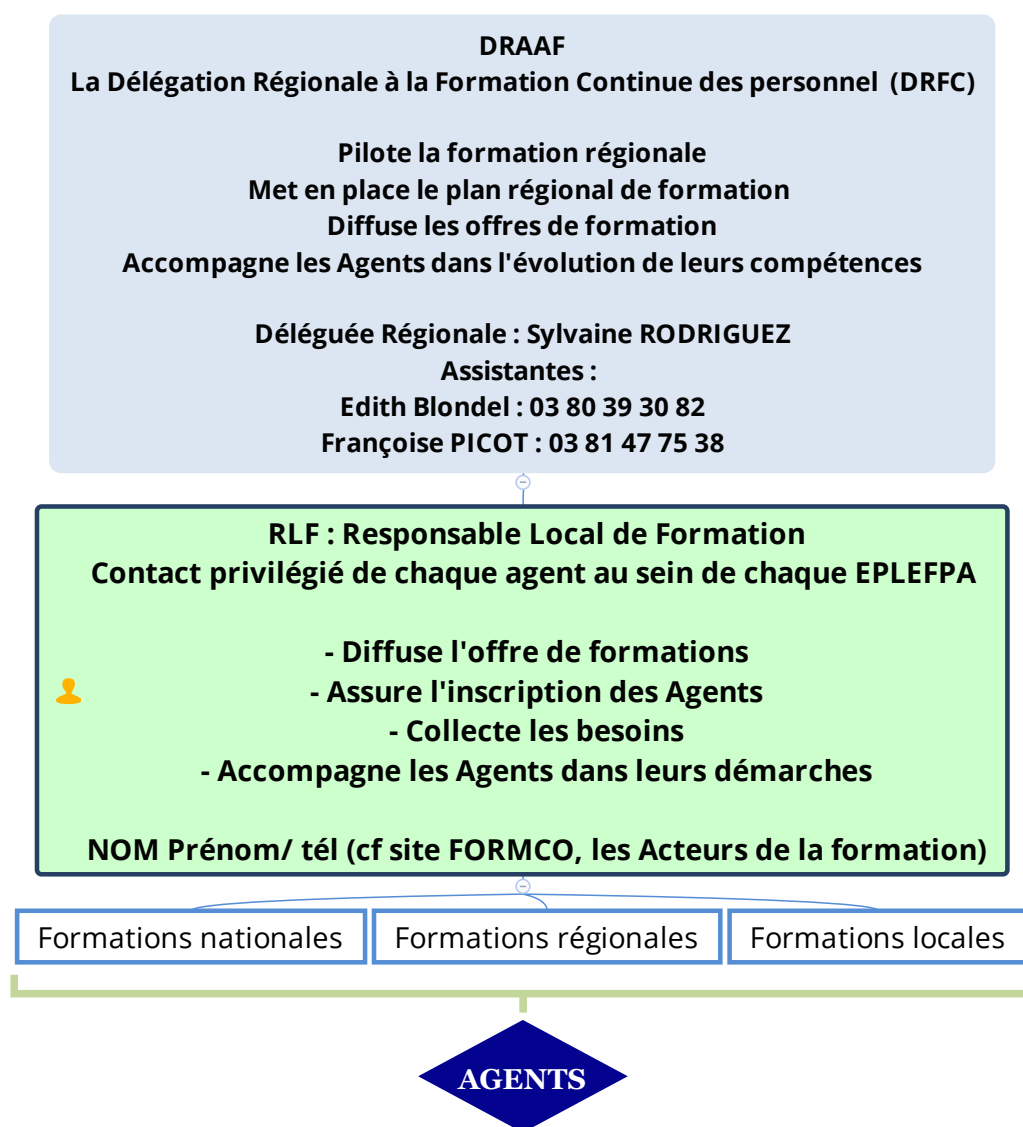 DRAAF
La Délégation Régionale à la Formation Continue des personnel (DRFC)
Pilote la formation régionale
Met en place le plan régional de formation
Diffuse les offres de formation
Accompagne les Agents dans l'évolution de leurs compétences
Déléguée Régionale : Sylvaine RODRIGUEZ
Assistantes :
Edith Blondel : 03 80 39 30 82
Françoise PICOT : 03 81 47 75 38
RLF : Responsable Local de Formation
Contact privilégié de chaque agent au sein de chaque EPLEFPA
- Diffuse l'offre de formations
- Assure l'inscription des Agents
- Collecte les besoins
- Accompagne les Agents dans leurs démarches
NOM Prénom/ tél (cf site FORMCO, les Acteurs de la formation)
Formations nationales
Formations régionales
Formations locales
AGENTS